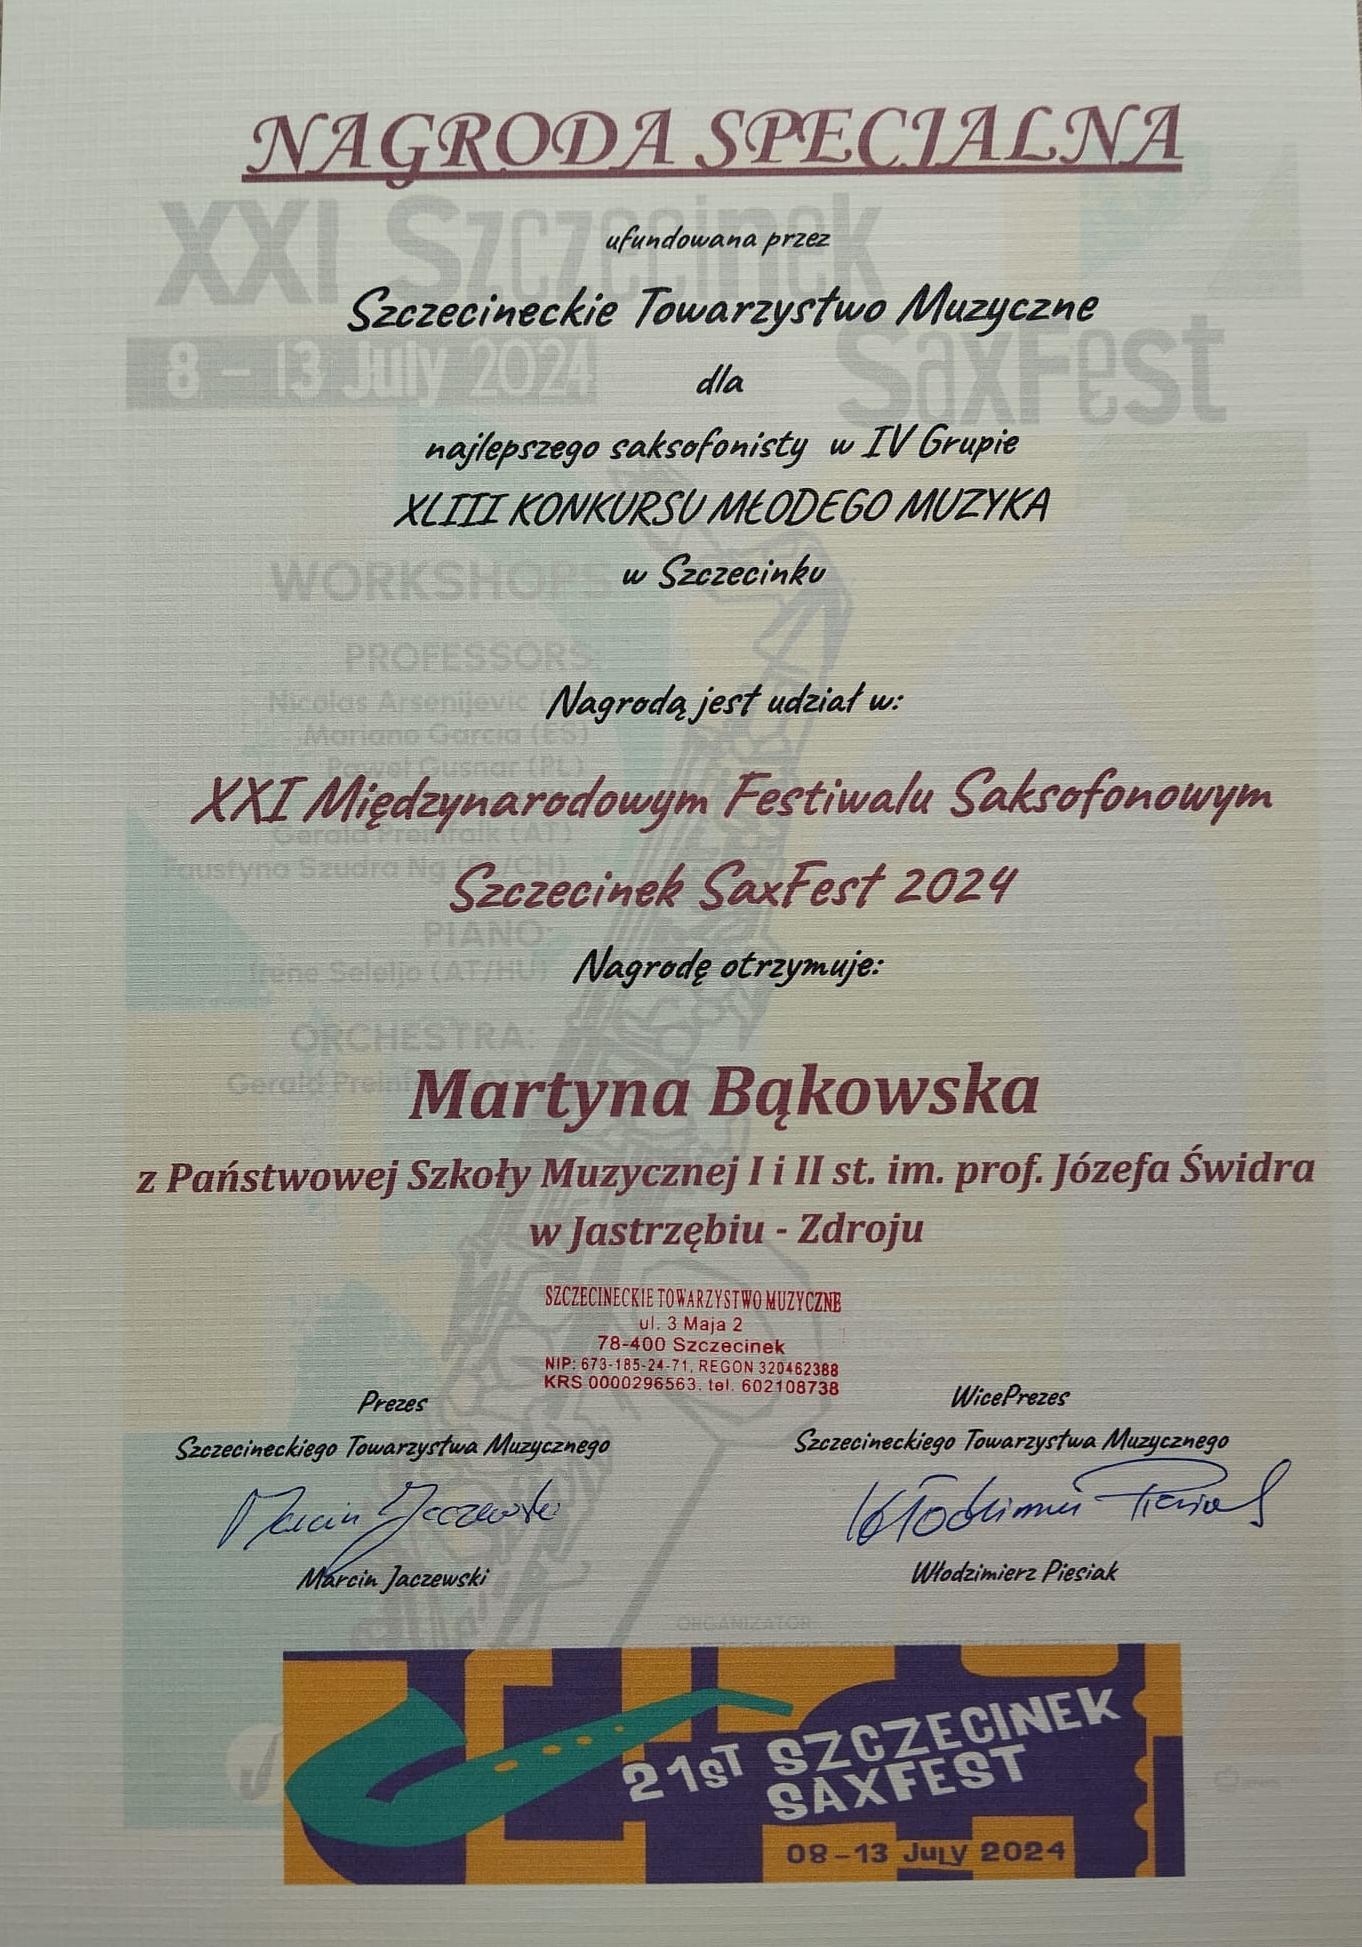 NAGRODA SPECJALNA
XXI Szczecinek
ufundowana przez
Szczecineckie Towarzystwo Muzyczne
SaxFest
8 - 13 July 2024
dla
najlepszego saksofonisty w IV Grupie
XLIII KONKURSU MŁODEGO MUZYKA
WORKSHOPS
w Szczecinku
PROFESSORS:
Nicolas Arsenijevic
Nagrodą jest udział w:
Mariano Garcia (ES)
Paweł Gusnar (PL)
XXI Międzynarodowym Festiwalu Saksofonowym
Gerald Preinfalk (AT)
Faustyna Szudra Ng
Szczecinek SaxFest 2024
PIANO:
Irene Seleljo (AT/HU)
Nagrodę otrzymuje:
ORCHESTRA:
Gerald
Martyna Bąkowska
z Państwowej Szkoły Muzycznej I i II st. im. prof. Józefa Świdra
w Jastrzębiu - Zdroju
SZCZECINECKIE TOWARZYSTWO MUZYCZNE
ul. 3 Maja 2
78-400 Szczecinek
NIP: 673-185-24-71, REGON 320462388
KRS 0000296563, tel. 602108738
Prezes
Szczecineckiego Towarzystwa Muzycznego
Marcin Jaczewski
Marcin Jaczewski
WicePrezes
Szczecineckiego Towarzystwa Muzycznego
Włodzimierz Piesiak
Włodzimierz Piesiak
ORGANIZATOR:
21ST SZCZECINEK
SAXFEST
08-13 July 2024